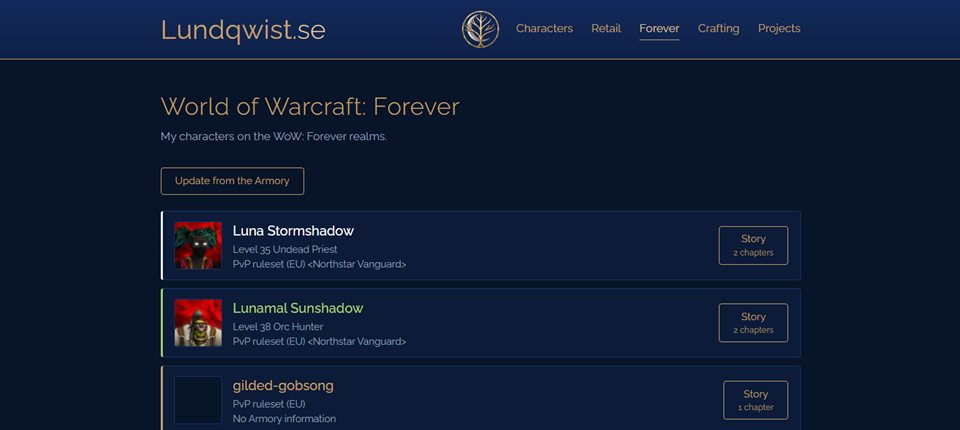 Lundqwist.se
Characters
Retail
Forever
Crafting
Projects
World of Warcraft: Forever
My characters on the WoW: Forever realms.
Update from the Armory
Luna Stormshadow
Level 35 Undead Priest
PvP ruleset (EU) <Northstar Vanguard>
Story
2 chapters
Lunamal Sunshadow
Level 38 Orc Hunter
PvP ruleset (EU) <Northstar Vanguard>
Story
2 chapters
gilded-gobsong
PvP ruleset (EU)
No Armory information
Story
1 chapter